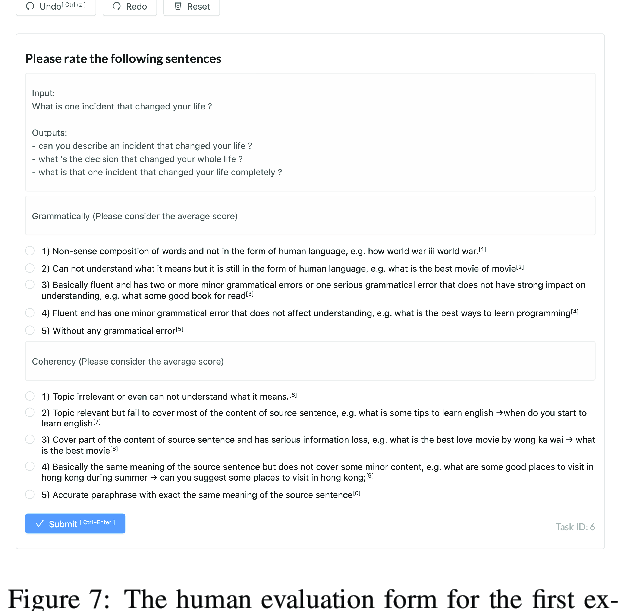 Undo[Ctrl+Z]
Redo
Reset
Please rate the following sentences
Input:
What is one incident that changed your life ?
Outputs:
- can you describe an incident that changed your life ?
- what 's the decision that changed your whole life ?
- what is that one incident that changed your life completely ?
Grammatically (Please consider the average score)
1) Non-sense composition of words and not in the form of human language, e.g. how world war iii world war.[1]
2) Can not understand what it means but it is still in the form of human language, e.g. what is the best movie of movie[2]
3) Basically fluent and has two or more minor grammatical errors or one serious grammatical error that does not have strong impact on
understanding, e.g. what some good book for read[3]
4) Fluent and has one minor grammatical error that does not affect understanding, e.g. what is the best ways to learn programming[4]
5) Without any grammatical error[5]
Coherency (Please consider the average score)
1) Topic irrelevant or even can not understand what it means.[6]
2) Topic relevant but fail to cover most of the content of source sentence, e.g. what is some tips to learn english →when do you start to
learn english[7]
3) Cover part of the content of source sentence and has serious information loss, e.g. what is the best love movie by wong ka wai → what
is the best movie[8]
4) Basically the same meaning of the source sentence but does not cover some minor content, e.g. what are some good places to visit in
hong kong during summer → can you suggest some places to visit in hong kong;[9]
5) Accurate paraphrase with exact the same meaning of the source sentence[0]
Submit [Ctrl+Enter]
Task ID: 6
Figure 7: The human evaluation form for the first ex-